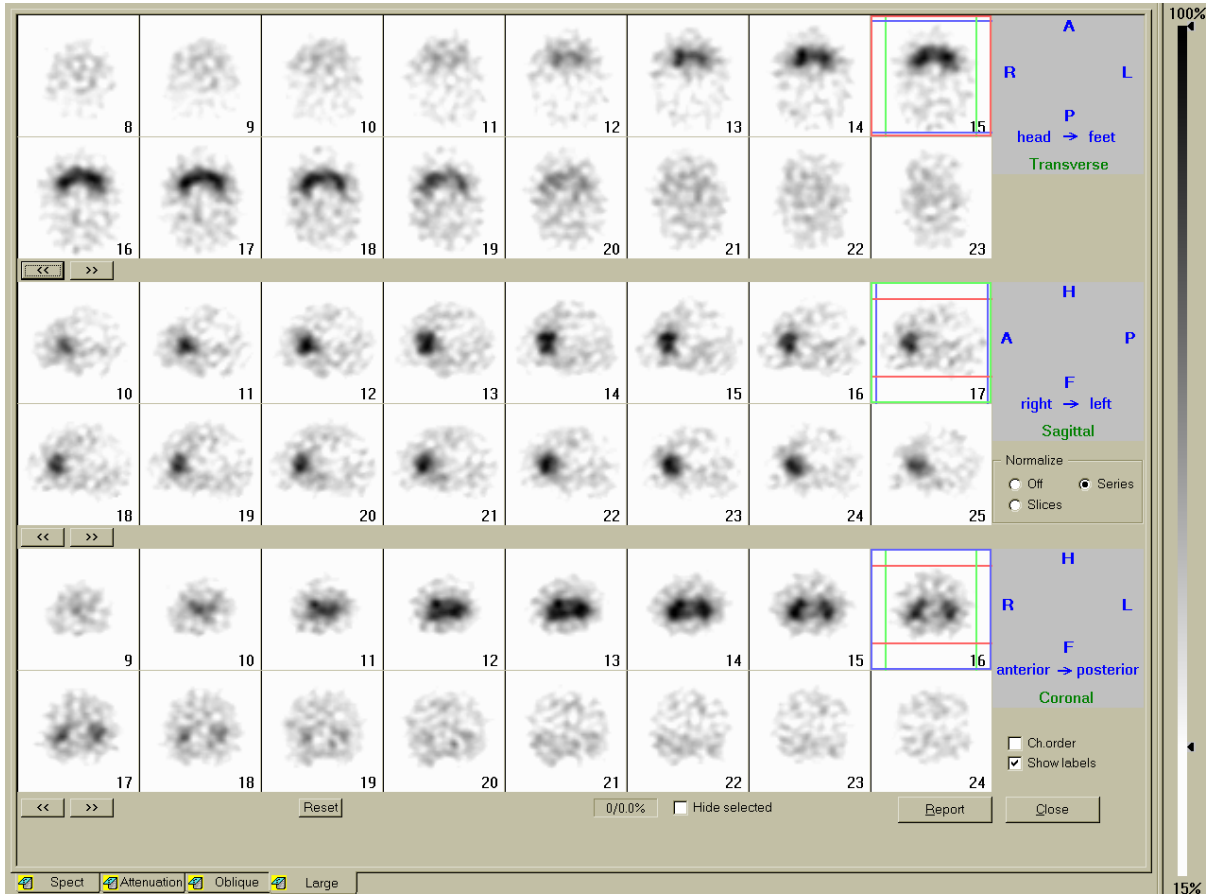 100%
8 9 10 11 12 13 14 15
A
R L
P
head → feet
Transverse
16 17 18 19 20 21 22 23
<< >>
10 11 12 13 14 15 16 17
H
A P
F
right → left
Sagittal
18 19 20 21 22 23 24 25
Normalize
Off Series
Slices
<< >>
9 10 11 12 13 14 15 16
H
R L
F
anterior → posterior
Coronal
17 18 19 20 21 22 23 24
Ch.order
Show labels
<< >> Reset 0/0.0% Hide selected Report Close
Spect Attenuation Oblique Large
15%